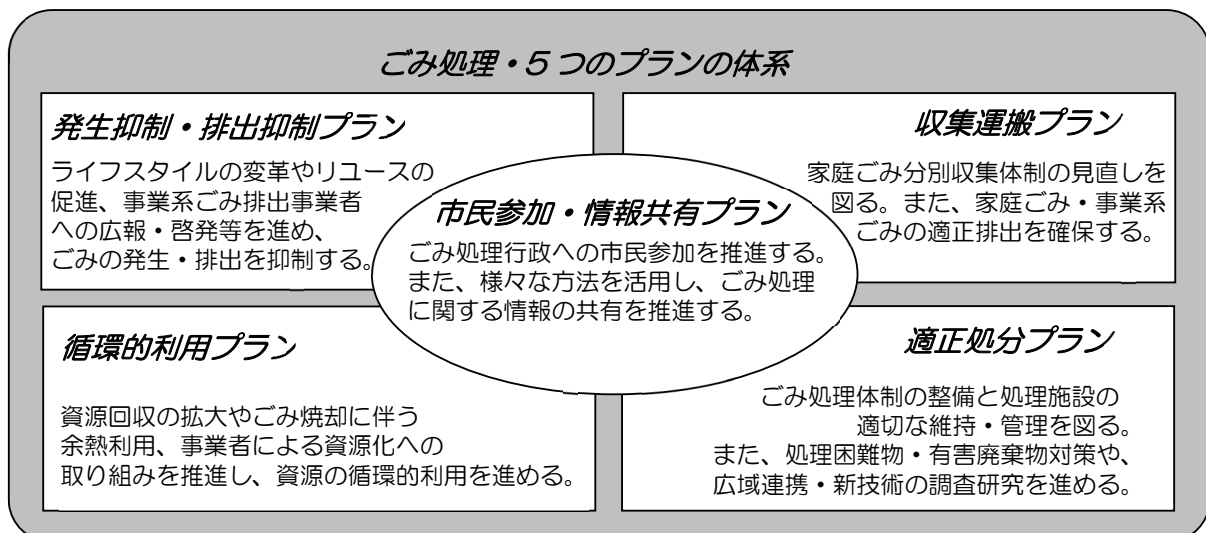 ごみ処理・5つのプランの体系
発生抑制・排出抑制プラン
ライフスタイルの変革やリユースの
促進、事業系ごみ排出事業者
への広報・啓発等を進め、
ごみの発生・排出を抑制する。
収集運搬プラン
家庭ごみ分別収集体制の見直しを
図る。また、家庭ごみ・事業系
ごみの適正排出を確保する。
市民参加・情報共有プラン
ごみ処理行政への市民参加を推進する。
また、様々な方法を活用し、ごみ処理
に関する情報の共有を推進する。
循環的利用プラン
資源回収の拡大やごみ焼却に伴う
余熱利用、事業者による資源化への
取り組みを推進し、資源の循環的利用を進める。
適正処分プラン
ごみ処理体制の整備と処理施設の
適切な維持・管理を図る。
また、処理困難物・有害廃棄物対策や、
広域連携・新技術の調査研究を進める。